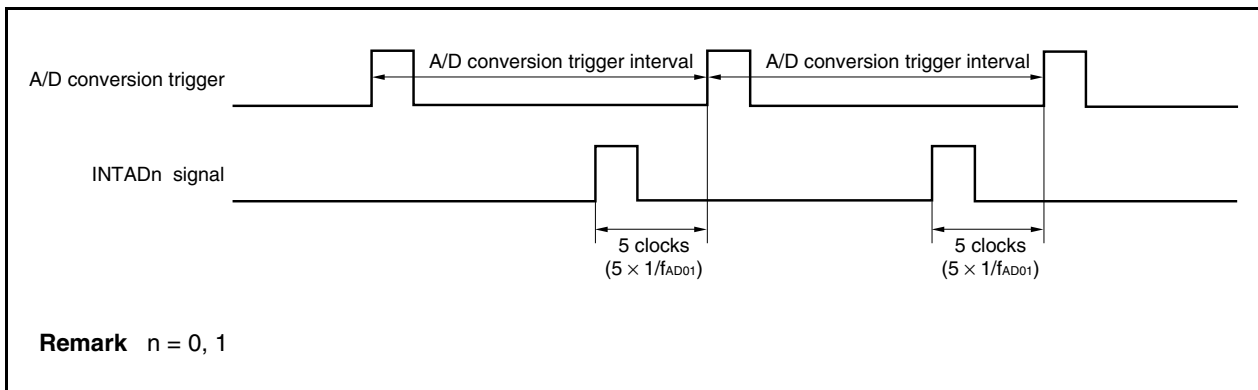 A/D conversion trigger interval A/D conversion trigger interval
A/D conversion trigger
INTADn signal
5 clocks 5 clocks
(5 × 1/fAD01) (5 × 1/fAD01)
Remark n = 0, 1